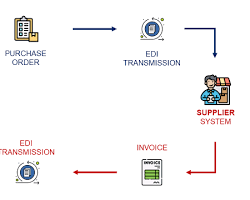 PURCHASE
ORDER
EDI
TRANSMISSION
SUPPLIER
SYSTEM
EDI
TRANSMISSION
INVOICE
INVOICE